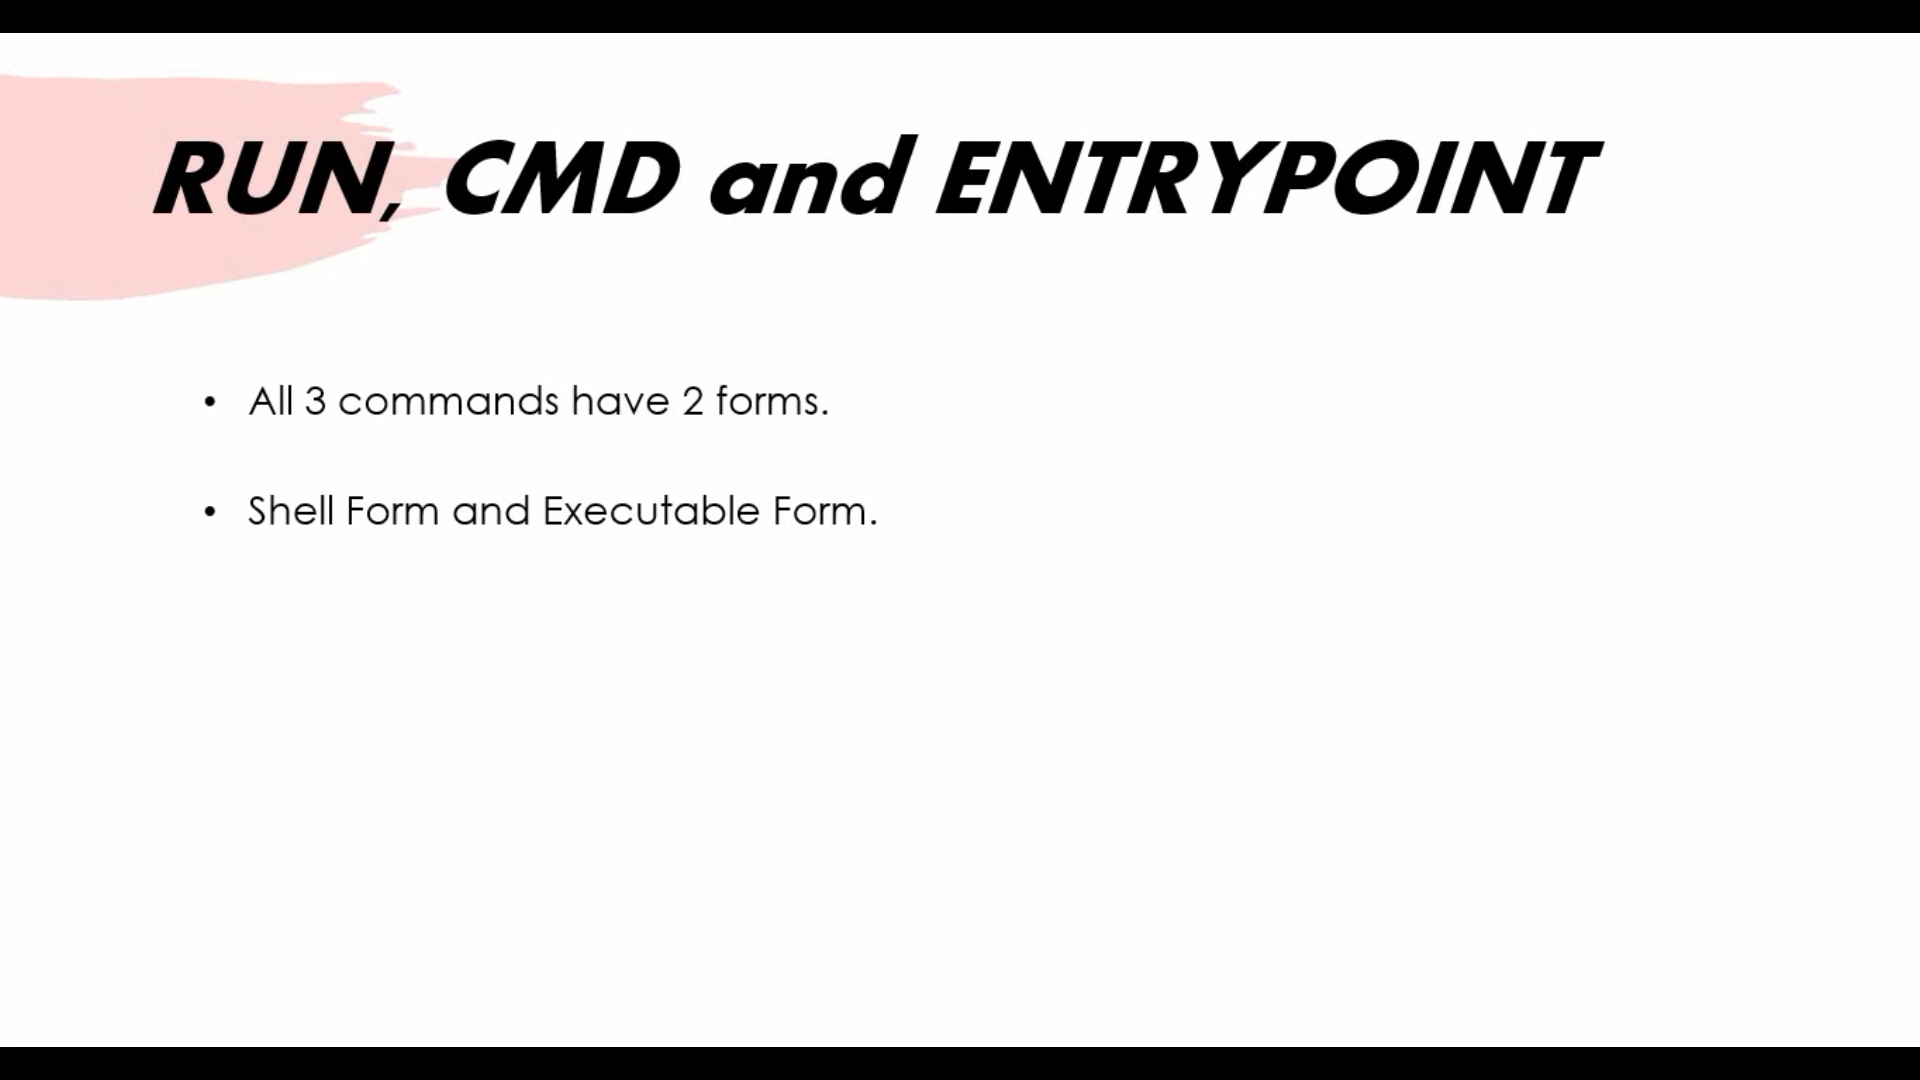 RUN, CMD and ENTRYPOINT
• All 3 commands have 2 forms.
• Shell Form and Executable Form.